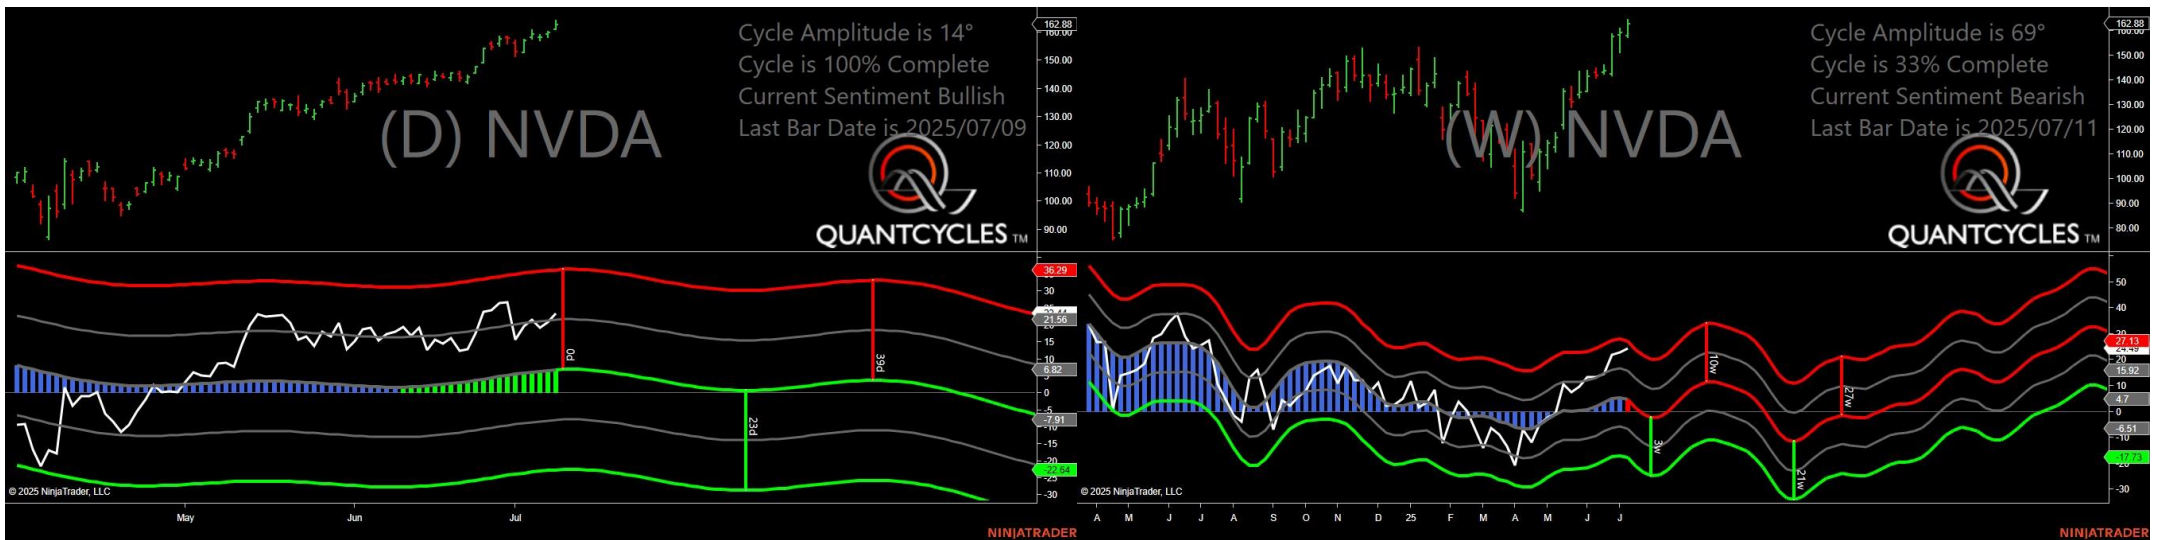 Cycle Amplitude is 14°
Cycle is 100% Complete
Current Sentiment Bullish
Last Bar Date is 2025/07/09
(D) NVDA
QUANTCYCLES TM
162.88
160.00
150.00
140.00
130.00
120.00
110.00
100.00
90.00
36.29
30
21.56
15
10
6.82
0
-5
-7.91
-10
-15
-20
-22.64
-25
-30
0d
23d
39d
© 2025 NinjaTrader, LLC
May
Jun
Jul
NINJATRADER
Cycle Amplitude is 69°
Cycle is 33% Complete
Current Sentiment Bearish
Last Bar Date is 2025/07/11
(W) NVDA
QUANTCYCLES TM
162.88
160.00
150.00
140.00
130.00
120.00
110.00
100.00
90.00
80.00
50
40
30
27.13
24.49
20
15.92
10
4.7
0
-6.51
-10
-17.73
-20
-30
3w
10w
21w
27w
© 2025 NinjaTrader, LLC
A
M
J
J
A
S
O
N
D
25
F
M
A
M
J
J
NINJATRADER